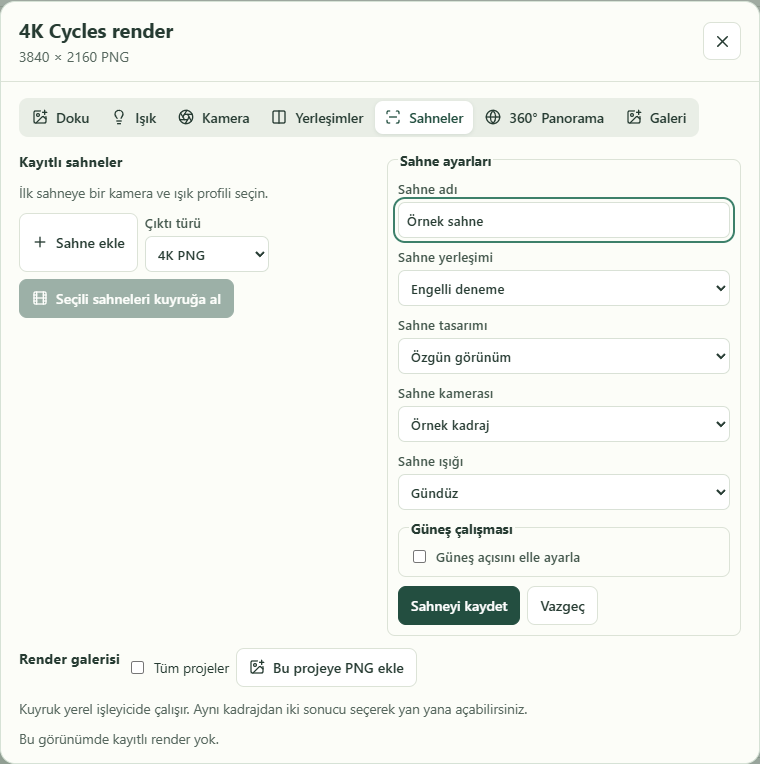 4K Cycles render
3840 × 2160 PNG
Doku
Işık
Kamera
Yerleşimler
Sahneler
360° Panorama
Galeri
Kayıtlı sahneler
İlk sahneye bir kamera ve ışık profili seçin.
Sahne ekle
Çıktı türü
4K PNG
Seçili sahneleri kuyruğa al
Sahne ayarları
Sahne adı
Örnek sahne
Sahne yerleşimi
Engelli deneme
Sahne tasarımı
Özgün görünüm
Sahne kamerası
Örnek kadraj
Sahne ışığı
Gündüz
Güneş çalışması
Güneş açısını elle ayarla
Sahneyi kaydet
Vazgeç
Render galerisi
Tüm projeler
Bu projeye PNG ekle
Kuyruk yerel işleyicide çalışır. Aynı kadrajdan iki sonucu seçerek yan yana açabilirsiniz.
Bu görünümde kayıtlı render yok.